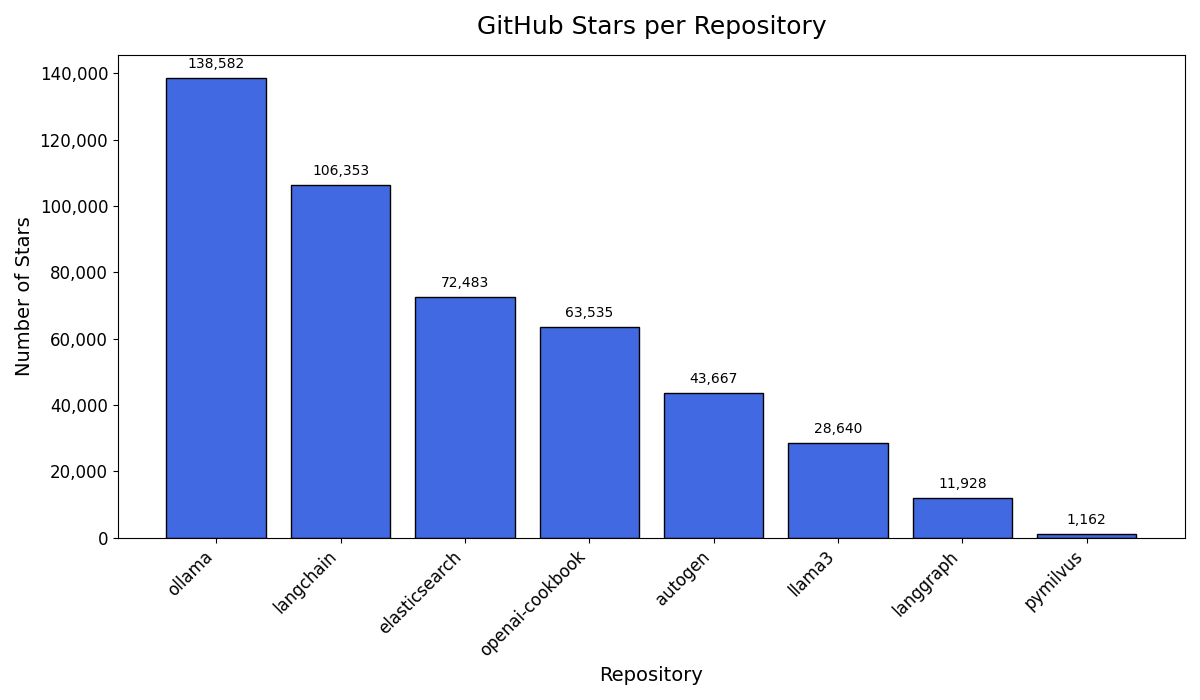 GitHub Stars per Repository
Number of Stars
140,000
120,000
100,000
80,000
60,000
40,000
20,000
0
138,582
106,353
72,483
63,535
43,667
28,640
11,928
1,162
ollama
langchain
elasticsearch
openai-cookbook
autogen
llama3
langgraph
pymilvus
Repository